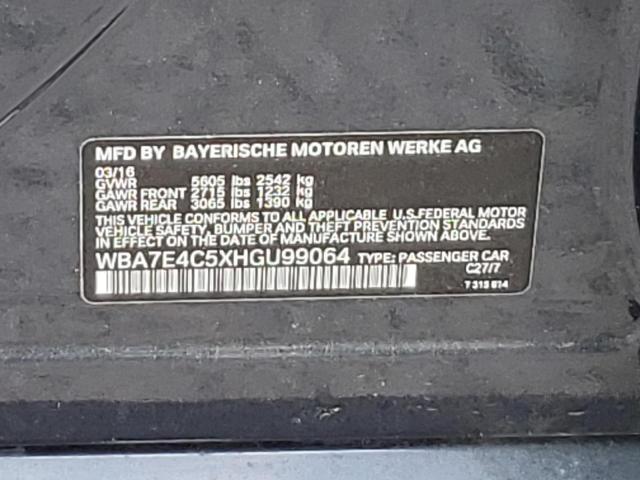 MFD BY BAYERISCHE MOTOREN WERKE AG
03/16
GVWR 5605 lbs 2542 kg
GAWR FRONT 2715 lbs 1232 kg
GAWR REAR 3065 lbs 1390 kg
THIS VEHICLE CONFORMS TO ALL APPLICABLE U.S.FEDERAL MOTOR
VEHICLE SAFETY, BUMPER AND THEFT PREVENTION STANDARDS
IN EFFECT ON THE DATE OF MANUFACTURE SHOWN ABOVE.
WBA7E4C5XHGU99064 TYPE: PASSENGER CAR
C27/7
7 313 614